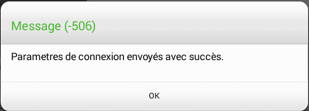 Message (-506)
Parametres de connexion envoyés avec succès.
OK